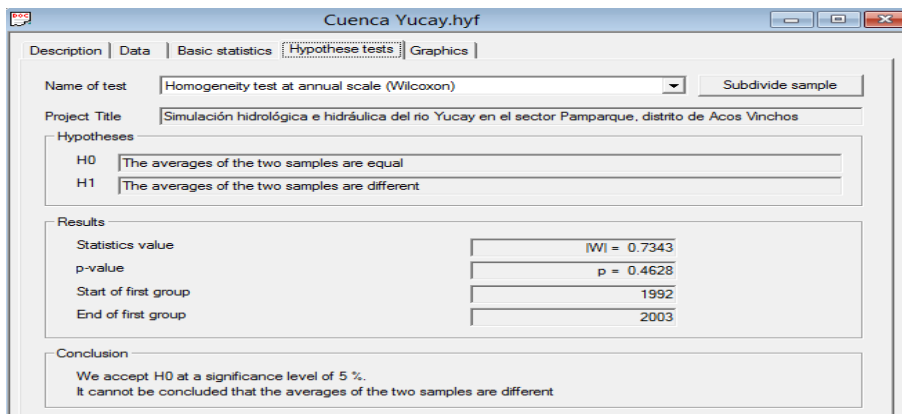 Cuenca Yucay.hyf
Description Data Basic statistics Hypothese tests Graphics
Name of test Homogeneity test at annual scale (Wilcoxon) Subdivide sample
Project Title Simulación hidrológica e hidráulica del rio Yucay en el sector Pamparque, distrito de Acos Vinchos
Hypotheses
H0 The averages of the two samples are equal
H1 The averages of the two samples are different
Results
Statistics value |W| = 0.7343
p-value p = 0.4628
Start of first group 1992
End of first group 2003
Conclusion
We accept H0 at a significance level of 5 %.
It cannot be concluded that the averages of the two samples are different